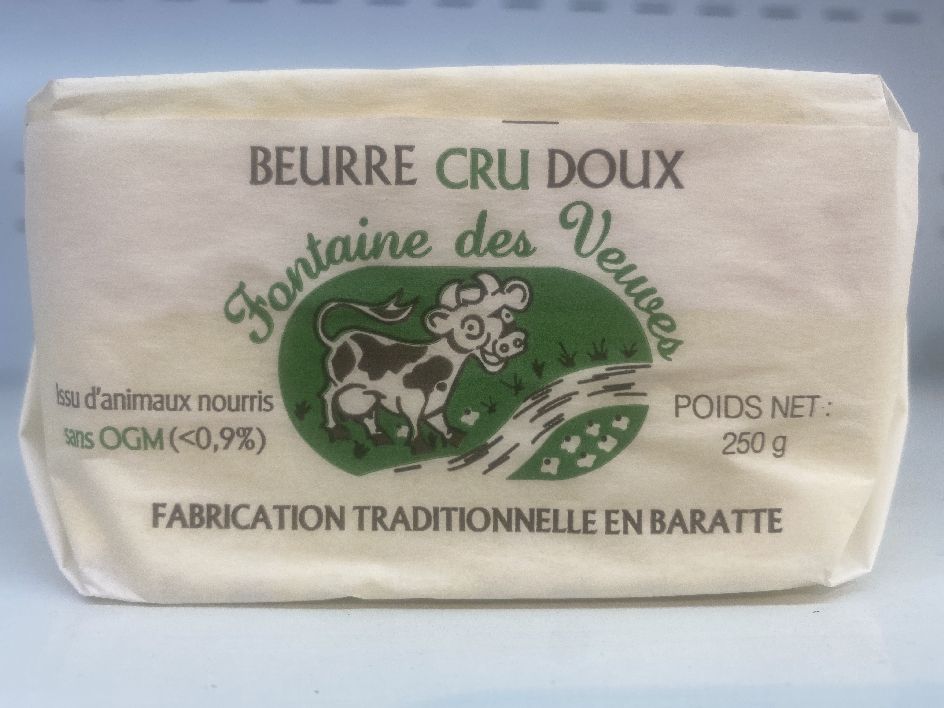 BEURRE CRU DOUX
Fontaine des Veuves
Issu d'animaux nourris
sans OGM (<0,9%)
POIDS NET :
250 g
FABRICATION TRADITIONNELLE EN BARATTE